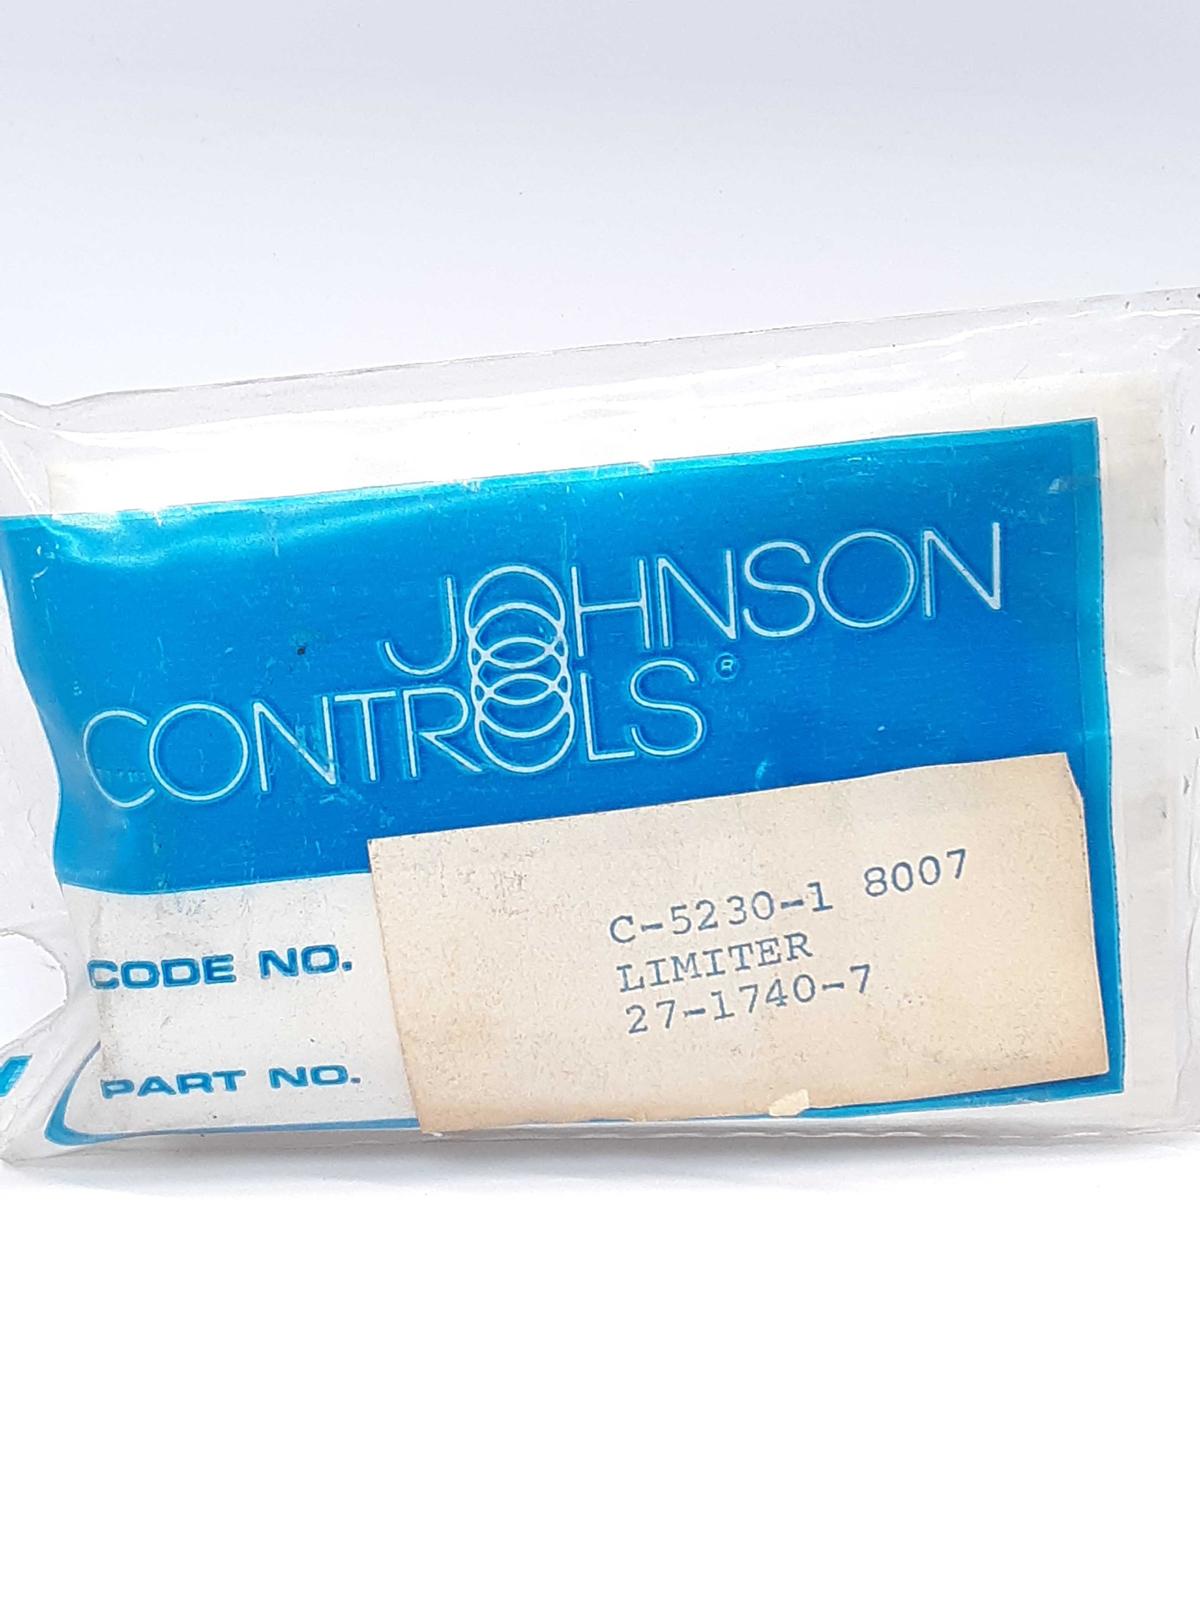 JOHNSON
CONTROLS®
CODE NO.
PART NO.
C-5230-1 8007
LIMITER
27-1740-7